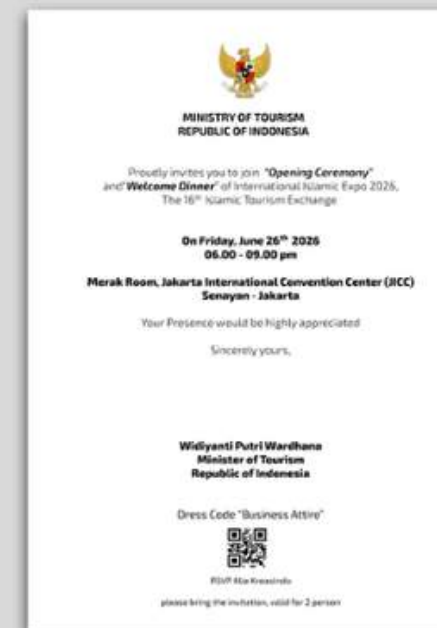 MINISTRY OF TOURISM
REPUBLIC OF INDONESIA
Proudly invites you to join "Opening Ceremony"
and"Welcome Dinner" of International Islamic Expo 2026,
The 16th Islamic Tourism Exchange
On Friday, June 26th 2026
06.00 - 09.00 pm
Merak Room, Jakarta International Convention Center (JICC)
Senayan - Jakarta
Your Presence would be highly appreciated
Sincerely yours,
Widiyanti Putri Wardhana
Minister of Tourism
Republic of Indonesia
Dress Code "Business Attire"
RSVP Alia Kreasindo
please bring the invitation, valid for 2 person